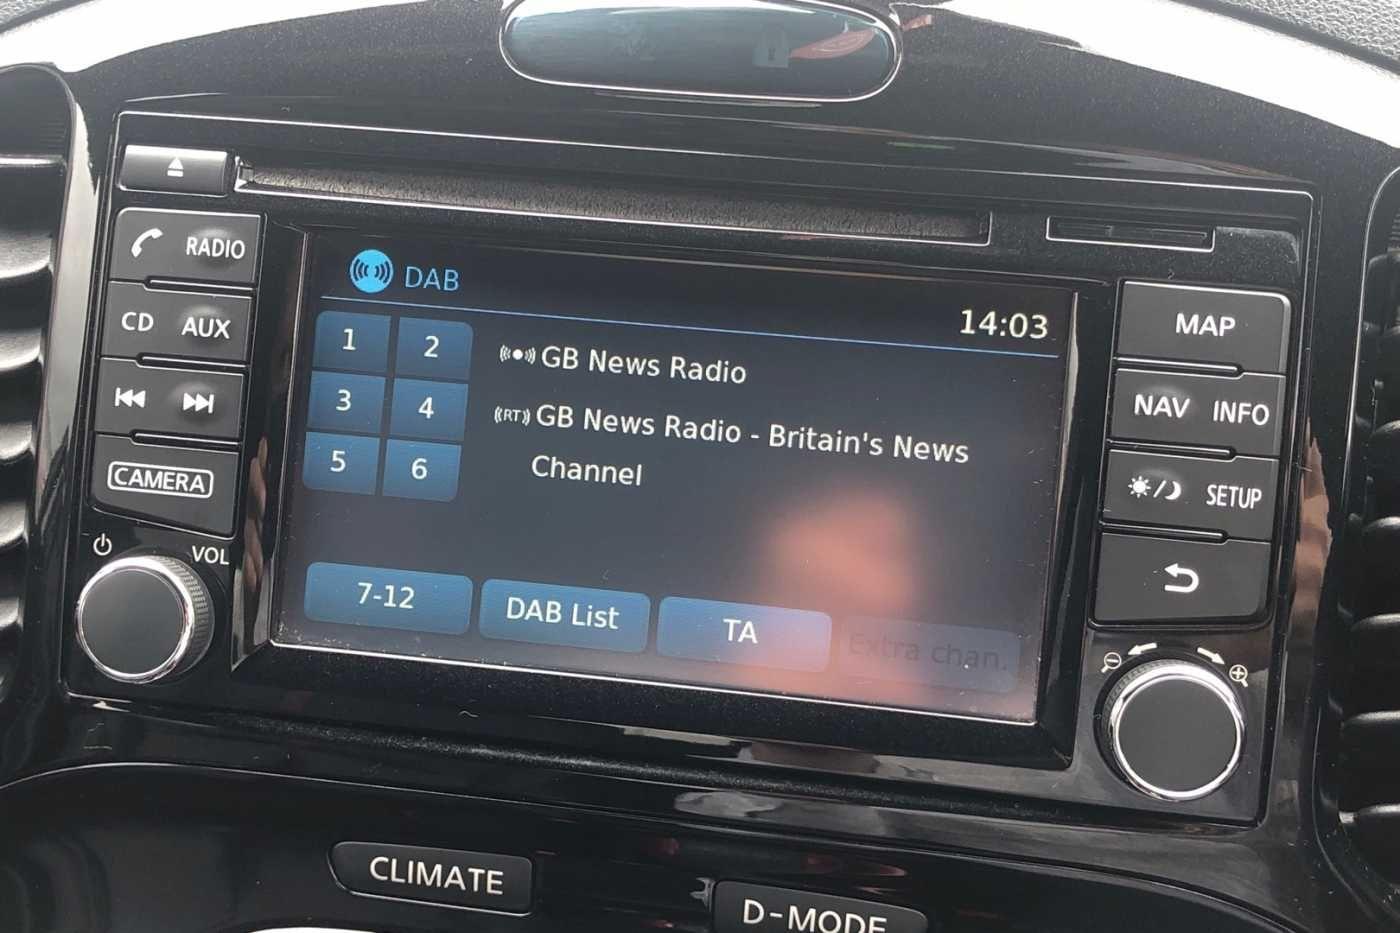 RADIO
CD AUX
CAMERA
VOL
DAB
14:03
1 2
3 4
5 6
GB News Radio
RT GB News Radio - Britain's News
Channel
7-12 DAB List TA Extra chan.
MAP
NAV INFO
SETUP
CLIMATE
D-MODE